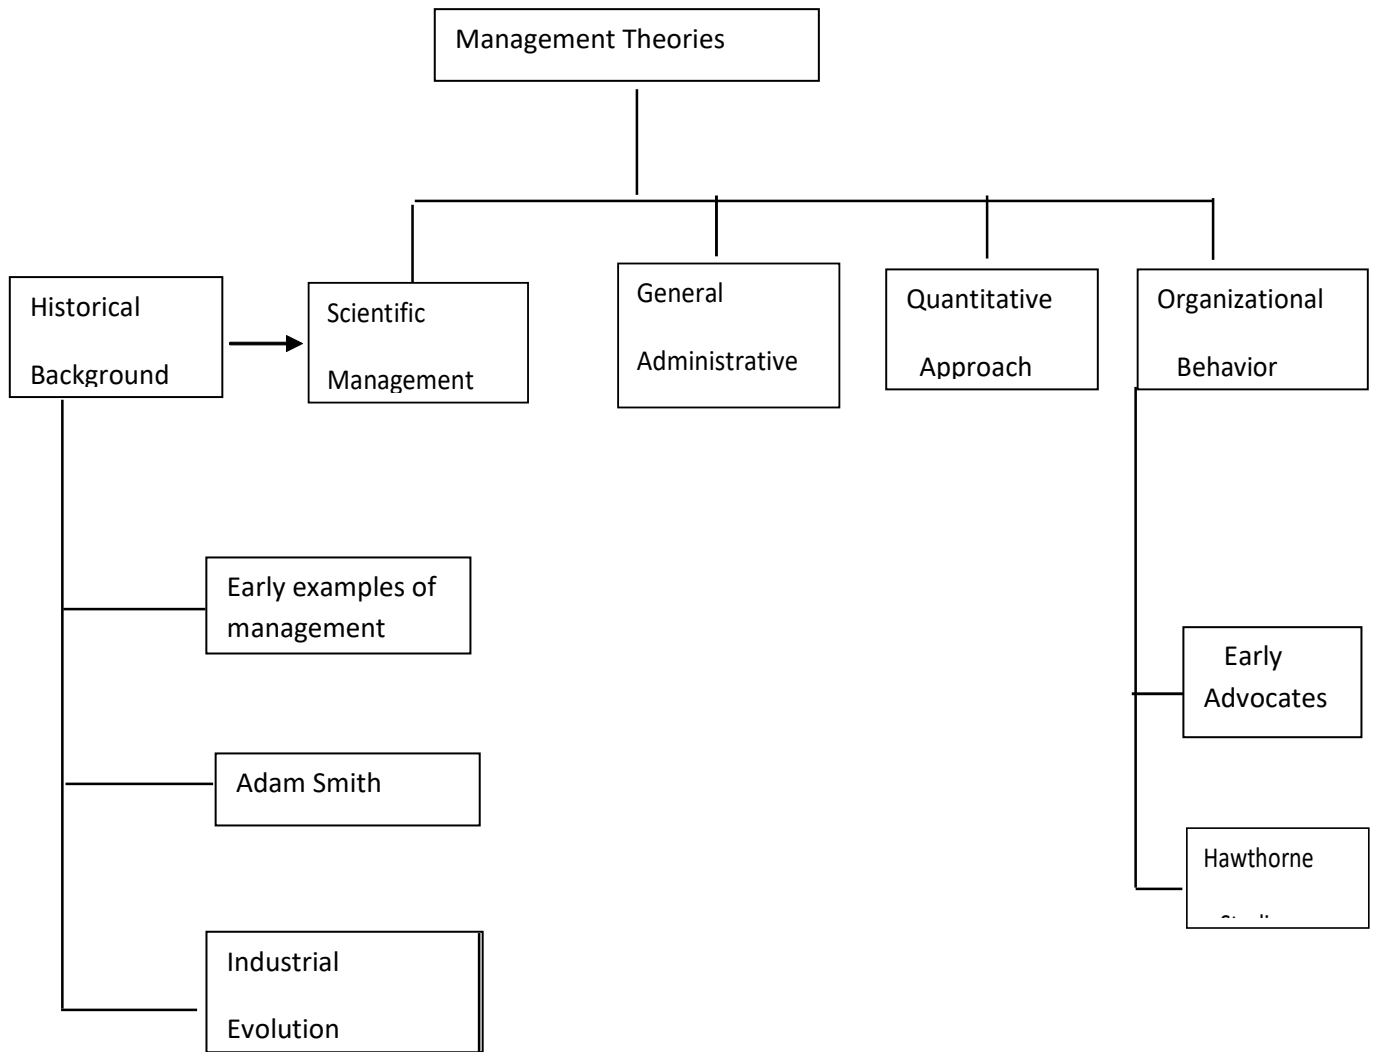 Management Theories
Historical
Background
Scientific
Management
General
Administrative
Quantitative
Approach
Organizational
Behavior
Early examples of
management
Adam Smith
Industrial
Evolution
Early
Advocates
Hawthorne